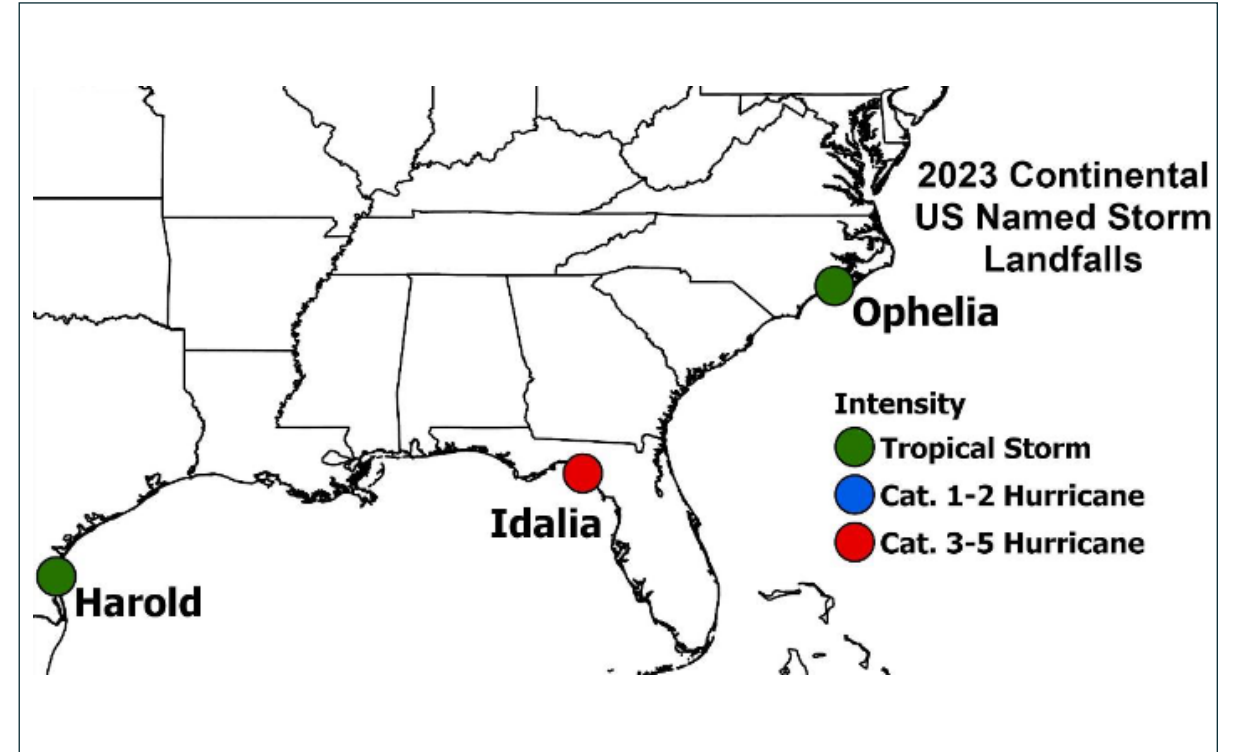 2023 Continental
US Named Storm
Landfalls
Ophelia
Intensity
Tropical Storm
Cat. 1-2 Hurricane
Cat. 3-5 Hurricane
Idalia
Harold